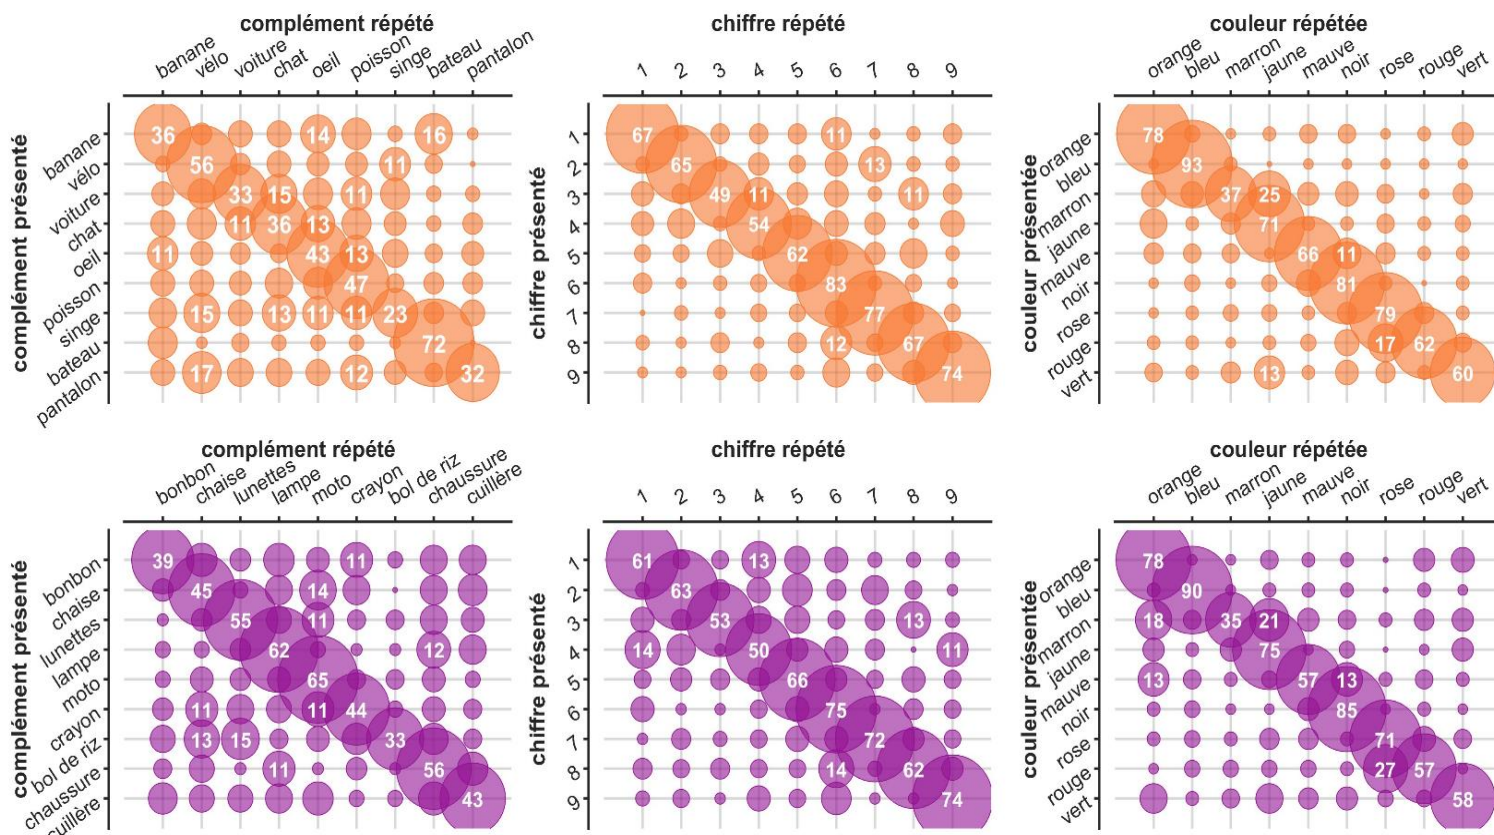 complément répété
banane vélo voiture chat oeil poisson singe bateau pantalon
complément présenté
banane 36 14 16
vélo 56 11
voiture 33 15 11
chat 11 36 13
oeil 11 43 13
poisson 47
singe 15 13 11 11 23
bateau 72
pantalon 17 12 32
chiffre répété
1 2 3 4 5 6 7 8 9
chiffre présenté
1 67 11
2 65 13
3 49 11 11
4 54
5 62
6 83
7 77
8 12 67
9 74
couleur répétée
orange bleu marron jaune mauve noir rose rouge vert
couleur présentée
orange 78
bleu 93
marron 37 25
jaune 71
mauve 66 11
noir 81
rose 79
rouge 17 62
vert 13 60
complément répété
bonbon chaise lunettes lampe moto crayon bol de riz chaussure cuillère
complément présenté
bonbon 39 11
chaise 45 14
lunettes 55 11
lampe 62 12
moto 65
crayon 11 11 44
bol de riz 13 15 33
chaussure 11 56
cuillère 43
chiffre répété
1 2 3 4 5 6 7 8 9
chiffre présenté
1 61 13
2 63
3 53 13
4 14 50 11
5 66
6 75
7 72
8 14 62
9 74
couleur répétée
orange bleu marron jaune mauve noir rose rouge vert
couleur présentée
orange 78
bleu 90
marron 18 35 21
jaune 75
mauve 13 57 13
noir 85
rose 71
rouge 27 57
vert 58